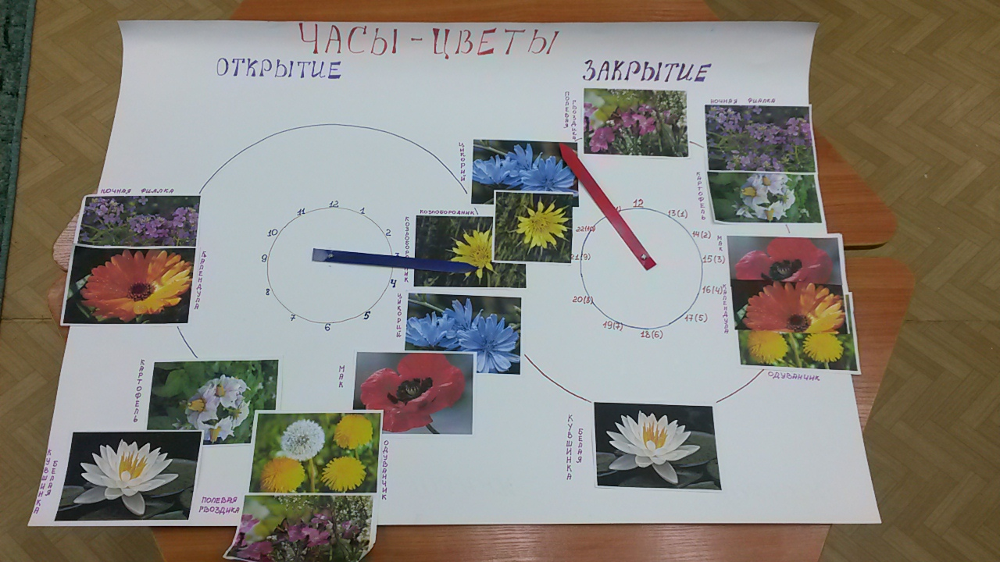 ЧАСЫ - ЦВЕТЫ
ОТКРЫТИЕ
ЗАКРЫТИЕ
НОЧНАЯ ФИАЛКА
КАЛЕНДУЛА
КАРТОФЕЛЬ
БЕЛАЯ
КУВШИНКА
ПОЛЕВАЯ
ГВОЗДИКА
ОДУВАНЧИК
МАК
ЦИКОРИЙ
КОЗЛОБОРОДНИК
12
1
2
3
4
5
6
7
8
9
10
11
КОЗЛОБОРОДНИК
ЦИКОРИЙ
ПОЛЕВАЯ
ГВОЗДИКА
НОЧНАЯ ФИАЛКА
КАРТОФЕЛЬ
МАК
КАЛЕНДУЛА
ОДУВАНЧИК
БЕЛАЯ
КУВШИНКА
12
13(1)
14(2)
15(3)
16(4)
17(5)
18(6)
19(7)
20(8)
21(9)
22(10)